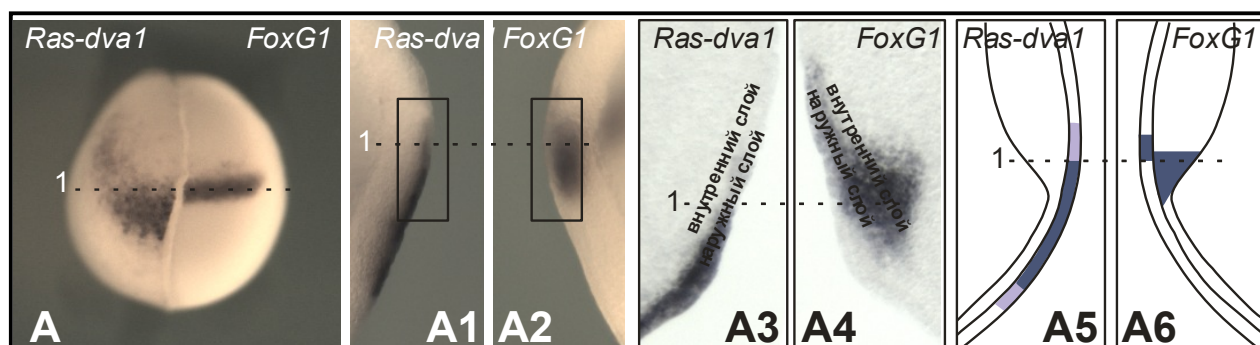 Ras-dva1 FoxG1
1
A
Ras-dva FoxG1
1
A1 A2
Ras-dva1 FoxG1
внутренний слой
наружный слой
внутренний слой
наружный слой
1
A3 A4
Ras-dva1 FoxG1
1
A5 A6